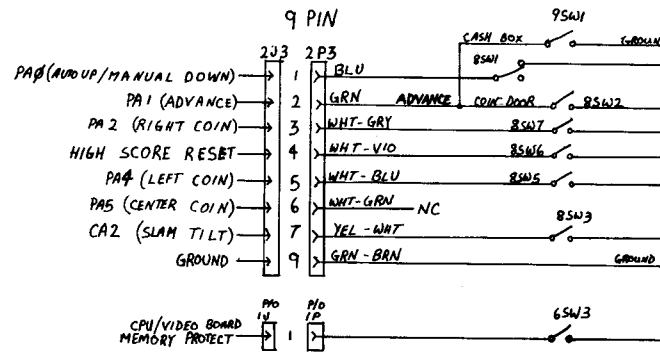 9 PIN
9SW1
CASH BOX
GROUND
2J3 2P3
8SW1
PA0 (AUTO UP/MANUAL DOWN) 1 BLU
PA1 (ADVANCE) 2 GRN ADVANCE COIN DOOR 8SW2
PA2 (RIGHT COIN) 3 WHT-GRY 8SW7
HIGH SCORE RESET 4 WHT-VIO 8SW6
PA4 (LEFT COIN) 5 WHT-BLU 8SW5
PA5 (CENTER COIN) 6 WHT-GRN NC
CA2 (SLAM TILT) 7 YEL-WHT 8SW3
GROUND 9 GRN-BRN GROUND
P/O 1J P/O 1P
CPU/VIDEO BOARD
MEMORY PROTECT 1 6SW3